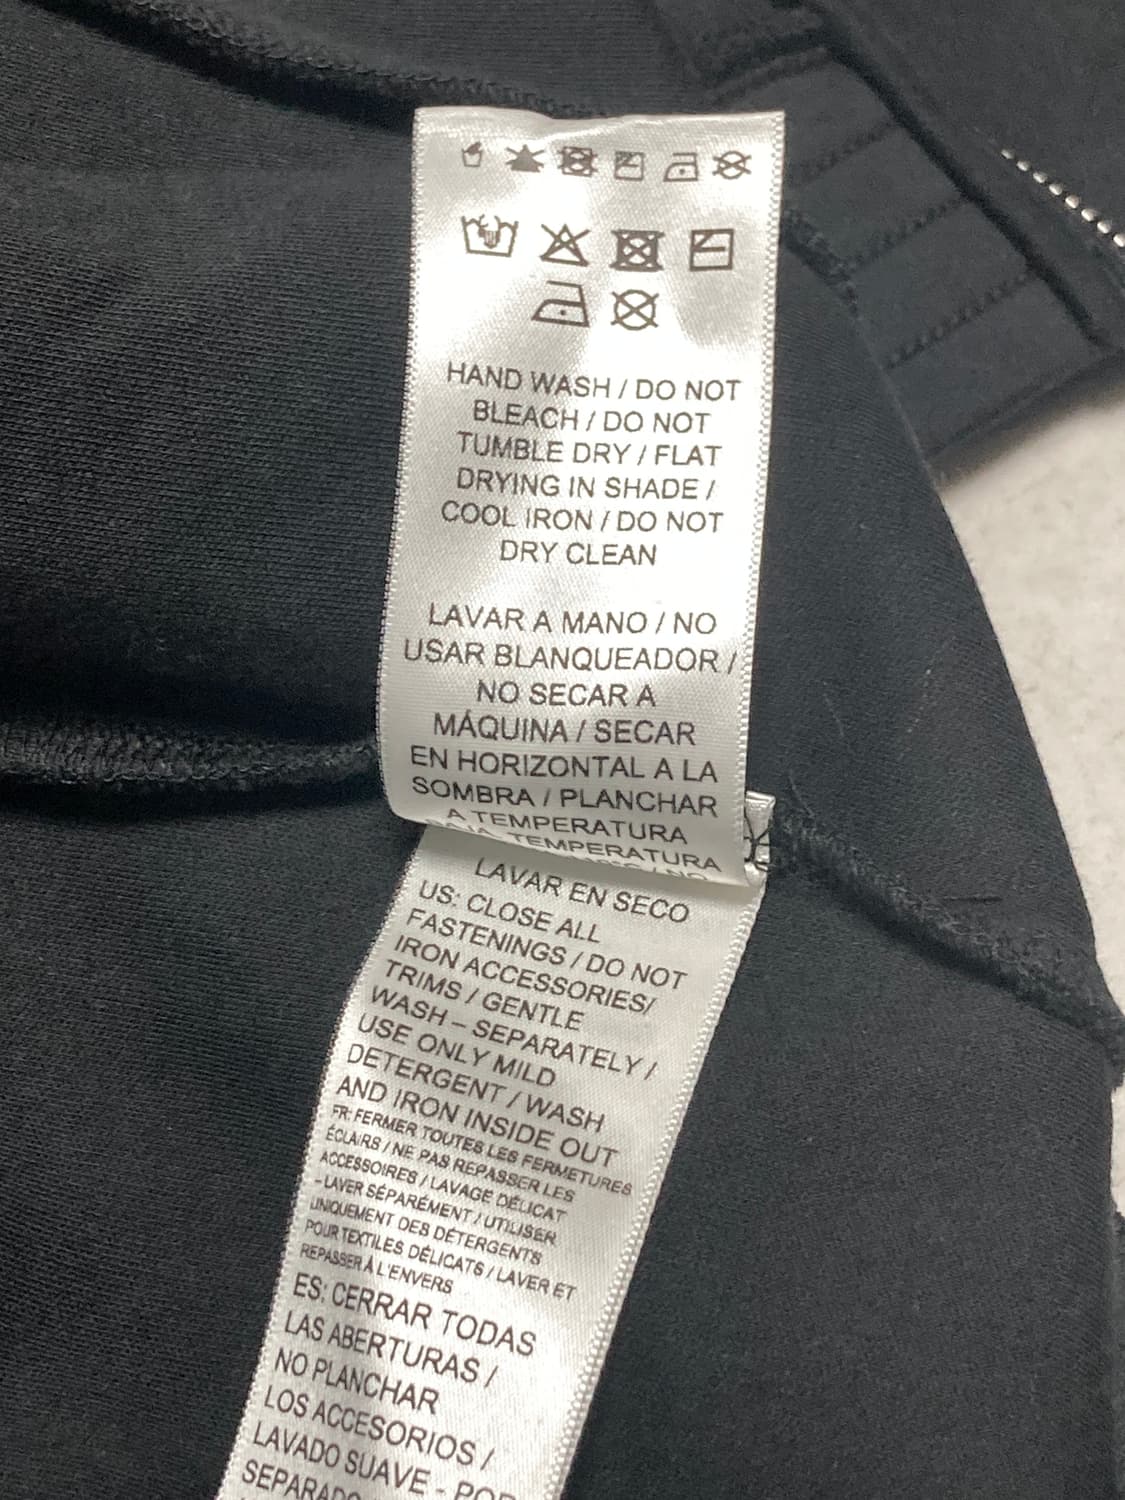 HAND WASH / DO NOT
BLEACH / DO NOT
TUMBLE DRY / FLAT
DRYING IN SHADE /
COOL IRON / DO NOT
DRY CLEAN
LAVAR A MANO / NO
USAR BLANQUEADOR /
NO SECAR A
MÁQUINA / SECAR
EN HORIZONTAL A LA
SOMBRA / PLANCHAR
A TEMPERATURA
TEMPERATURA
LAVAR EN SECO
US: CLOSE ALL
FASTENINGS / DO NOT
IRON ACCESSORIES/
TRIMS / GENTLE
WASH – SEPARATELY /
USE ONLY MILD
DETERGENT / WASH
AND IRON INSIDE OUT
FR: FERMER TOUTES LES FERMETURES
ÉCLAIRS / NE PAS REPASSER LES
ACCESSOIRES / LAVAGE DÉLICAT
- LAVER SÉPARÉMENT / UTILISER
UNIQUEMENT DES DÉTERGENTS
POUR TEXTILES DÉLICATS / LAVER ET
REPASSER À L'ENVERS
ES: CERRAR TODAS
LAS ABERTURAS /
NO PLANCHAR
LOS ACCESORIOS /
LAVADO SUAVE - POR